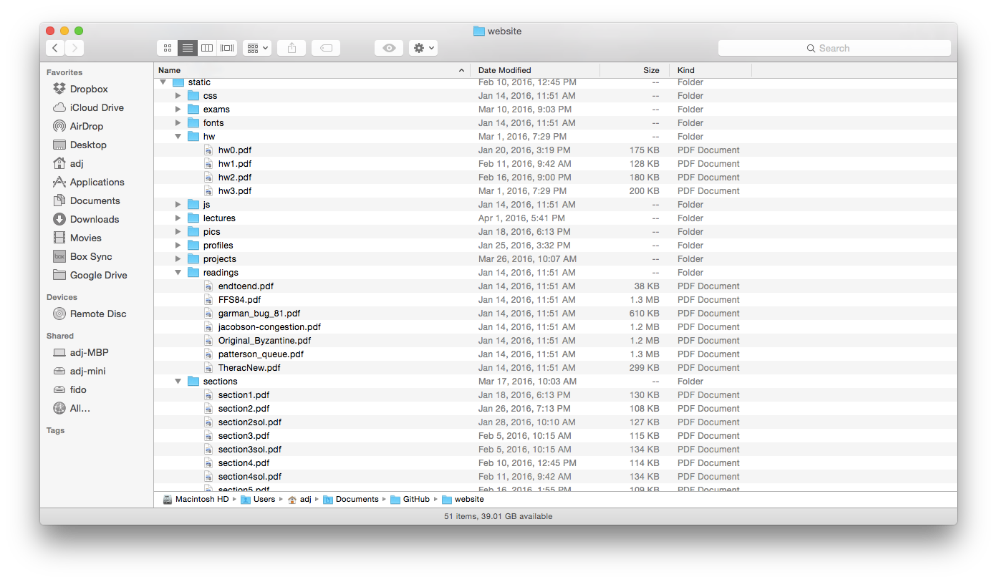 website
Search
Favorites
Dropbox
iCloud Drive
AirDrop
Desktop
adj
Applications
Documents
Downloads
Movies
Box Sync
Google Drive
Devices
Remote Disc
Shared
adj-MBP
adj-mini
fido
All...
Tags
Name Date Modified Size Kind
static Feb 10, 2016, 12:45 PM -- Folder
css Jan 14, 2016, 11:51 AM -- Folder
exams Mar 10, 2016, 9:03 PM -- Folder
fonts Jan 14, 2016, 11:51 AM -- Folder
hw Mar 1, 2016, 7:29 PM -- Folder
hw0.pdf Jan 20, 2016, 3:19 PM 175 KB PDF Document
hw1.pdf Feb 11, 2016, 9:42 AM 128 KB PDF Document
hw2.pdf Feb 16, 2016, 9:00 PM 180 KB PDF Document
hw3.pdf Mar 1, 2016, 7:29 PM 200 KB PDF Document
js Jan 14, 2016, 11:51 AM -- Folder
lectures Apr 1, 2016, 5:41 PM -- Folder
pics Jan 18, 2016, 6:13 PM -- Folder
profiles Jan 25, 2016, 3:32 PM -- Folder
projects Mar 26, 2016, 10:07 AM -- Folder
readings Jan 14, 2016, 11:51 AM -- Folder
endtoend.pdf Jan 14, 2016, 11:51 AM 38 KB PDF Document
FFS84.pdf Jan 14, 2016, 11:51 AM 1.3 MB PDF Document
garman_bug_81.pdf Jan 14, 2016, 11:51 AM 610 KB PDF Document
jacobson-congestion.pdf Jan 14, 2016, 11:51 AM 1.2 MB PDF Document
Original_Byzantine.pdf Jan 14, 2016, 11:51 AM 1.2 MB PDF Document
patterson_queue.pdf Jan 14, 2016, 11:51 AM 1.3 MB PDF Document
TheracNew.pdf Jan 14, 2016, 11:51 AM 299 KB PDF Document
sections Mar 17, 2016, 10:03 AM -- Folder
section1.pdf Jan 18, 2016, 6:13 PM 130 KB PDF Document
section2.pdf Jan 26, 2016, 7:13 PM 108 KB PDF Document
section2sol.pdf Jan 28, 2016, 10:10 AM 127 KB PDF Document
section3.pdf Feb 5, 2016, 10:15 AM 115 KB PDF Document
section3sol.pdf Feb 5, 2016, 10:15 AM 134 KB PDF Document
section4.pdf Feb 10, 2016, 12:45 PM 114 KB PDF Document
section4sol.pdf Feb 11, 2016, 9:42 AM 134 KB PDF Document
section5.pdf Feb 16, 2016, 1:55 PM 109 KB PDF Document
Macintosh HD Users adj Documents GitHub website
51 items, 39.01 GB available